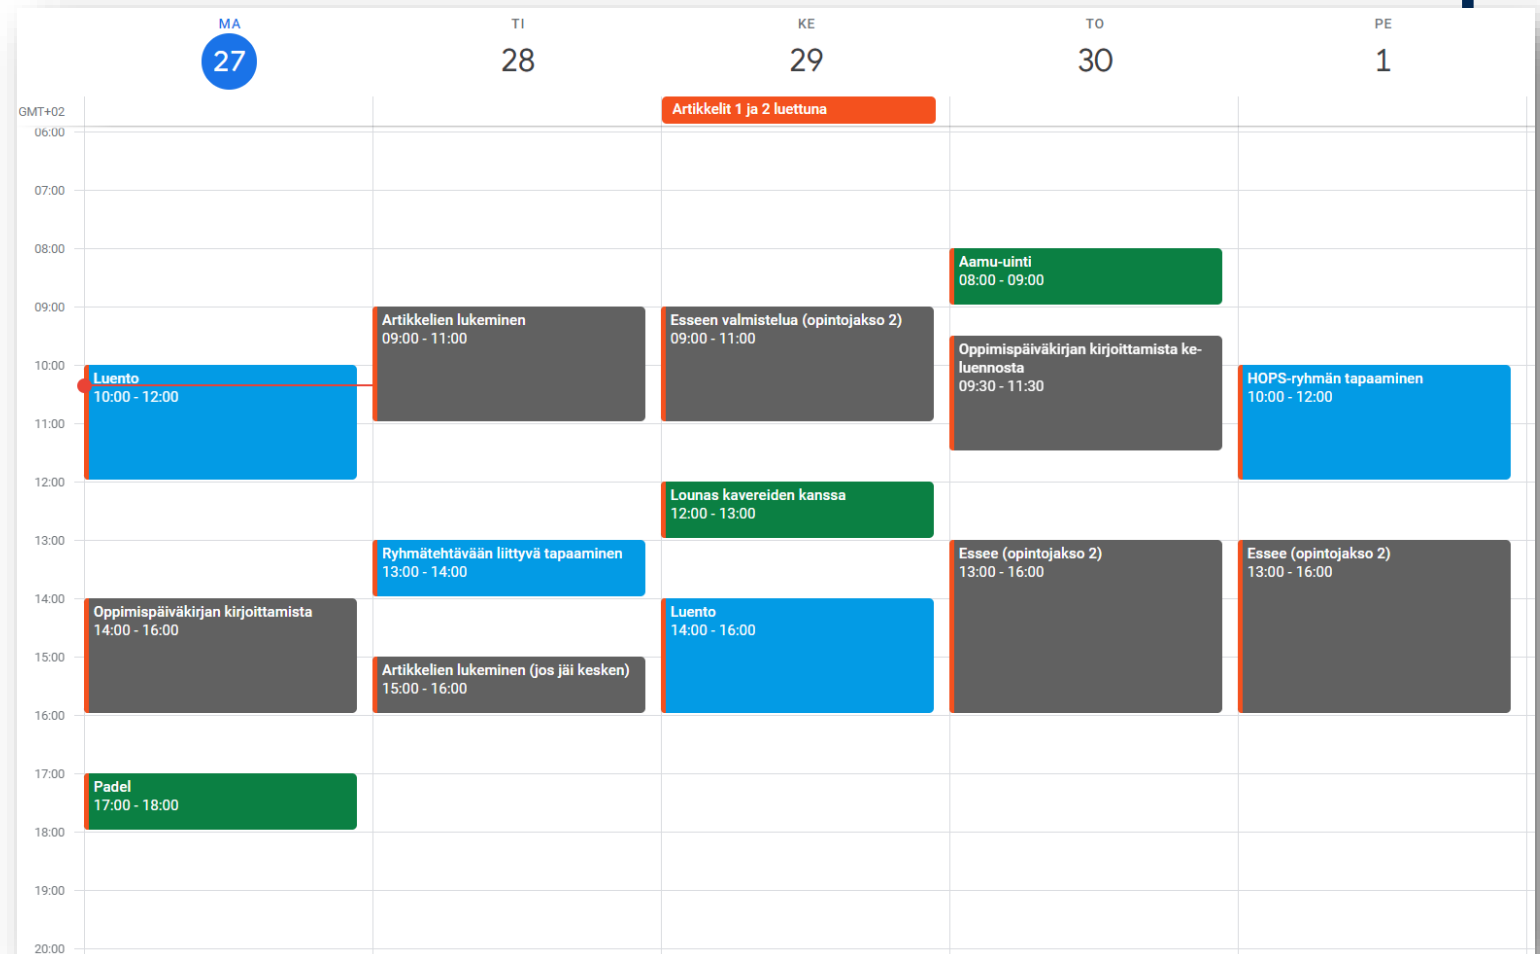 MA
TI
KE
TO
PE
27
28
29
30
1
GMT+02
Artikkelit 1 ja 2 luettuna
06:00
07:00
08:00
09:00
10:00
11:00
12:00
13:00
14:00
15:00
16:00
17:00
18:00
19:00
20:00
Luento
10:00 - 12:00
Oppimispäiväkirjan kirjoittamista
14:00 - 16:00
Padel
17:00 - 18:00
Artikkelien lukeminen
09:00 - 11:00
Ryhmätehtävään liittyvä tapaaminen
13:00 - 14:00
Artikkelien lukeminen (jos jäi kesken)
15:00 - 16:00
Esseen valmistelua (opintojakso 2)
09:00 - 11:00
Lounas kavereiden kanssa
12:00 - 13:00
Luento
14:00 - 16:00
Aamu-uinti
08:00 - 09:00
Oppimispäiväkirjan kirjoittamista ke-
luennosta
09:30 - 11:30
Essee (opintojakso 2)
13:00 - 16:00
HOPS-ryhmän tapaaminen
10:00 - 12:00
Essee (opintojakso 2)
13:00 - 16:00